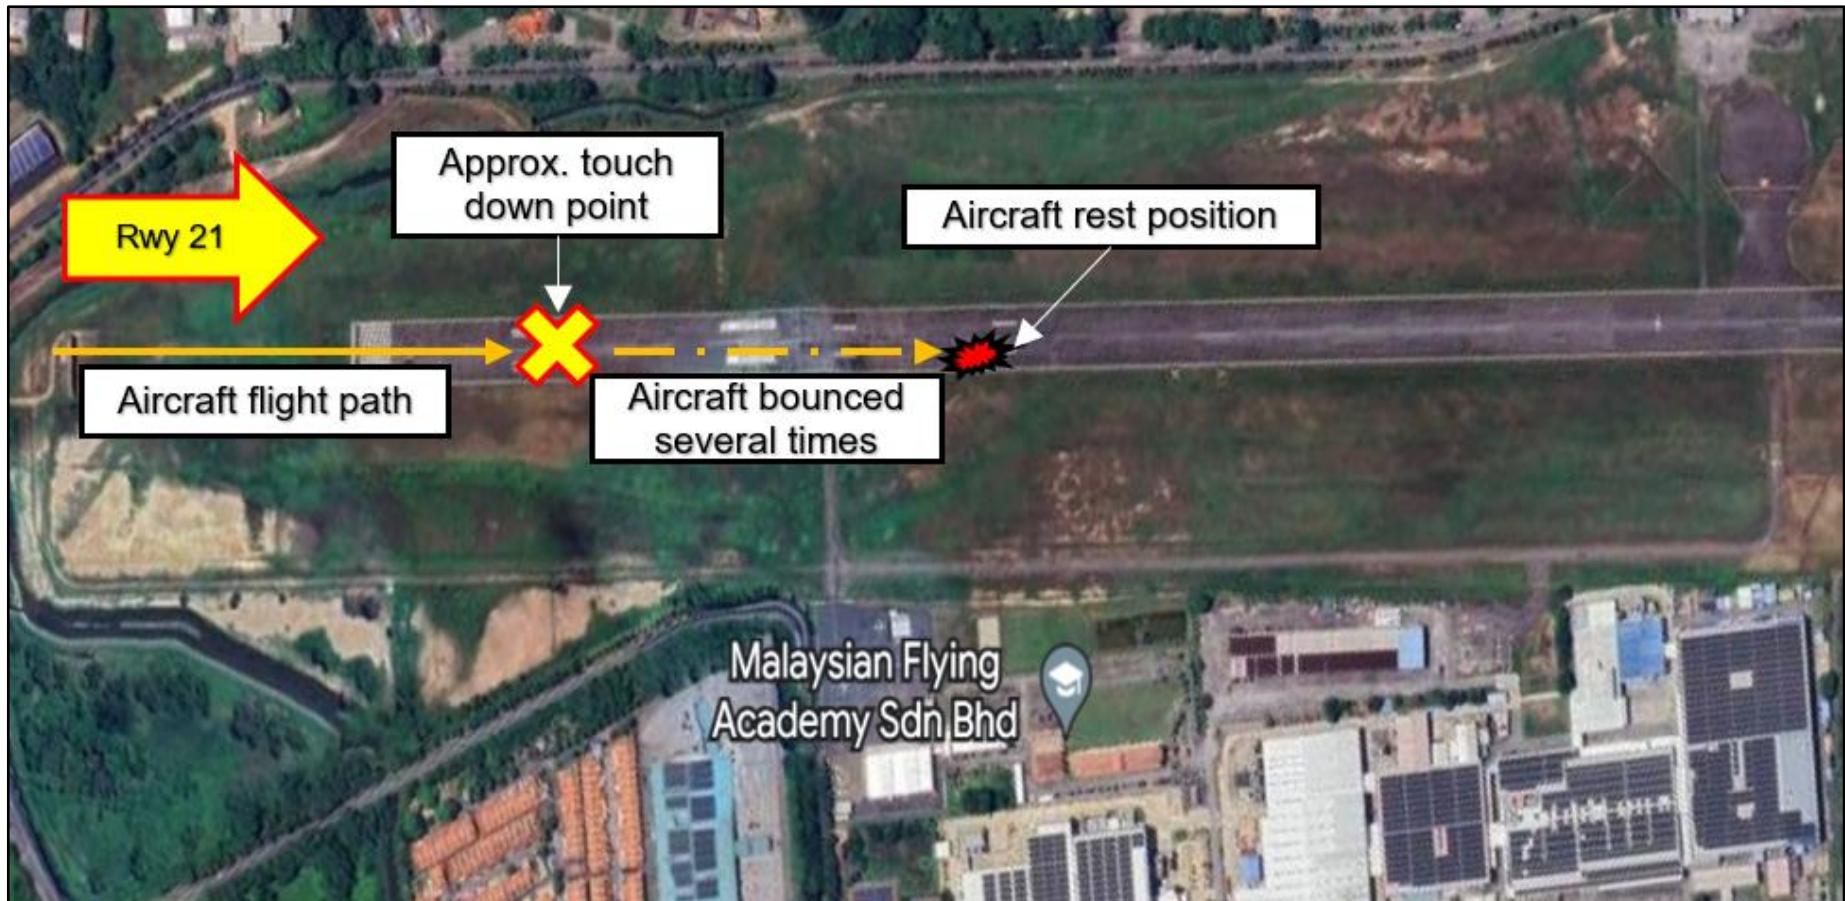 Approx. touch
down point
Aircraft rest position
Rwy 21
Aircraft flight path
Aircraft bounced
several times
Malaysian Flying
Academy Sdn Bhd